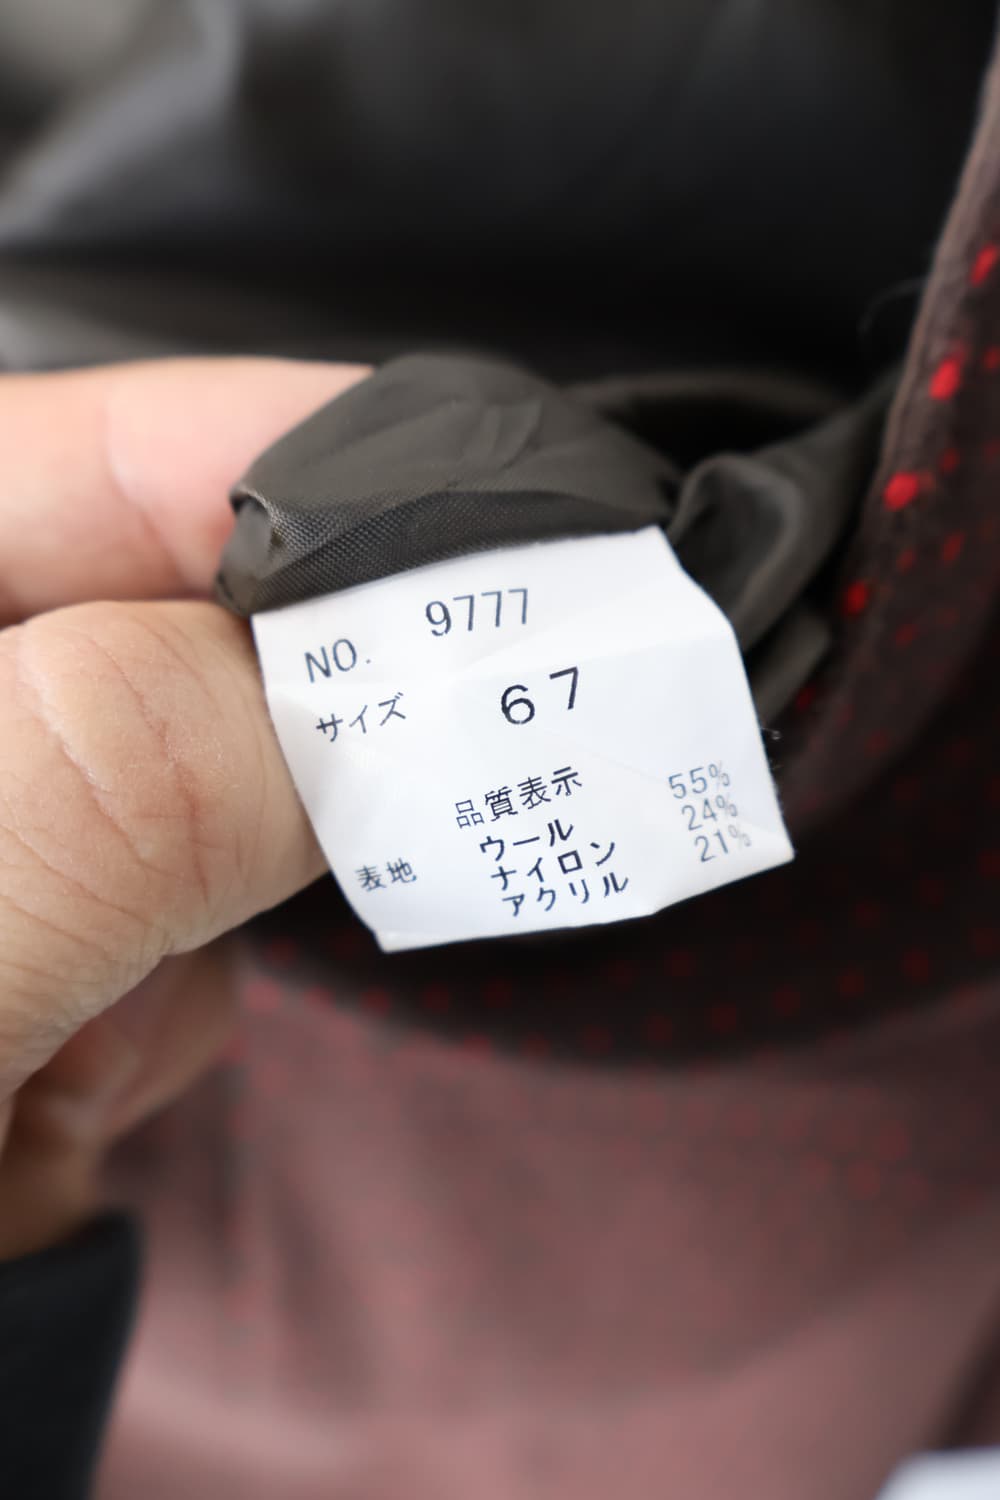 NO. 9777
サイズ 67
品質表示
表地 ウール 55%
ナイロン 24%
アクリル 21%